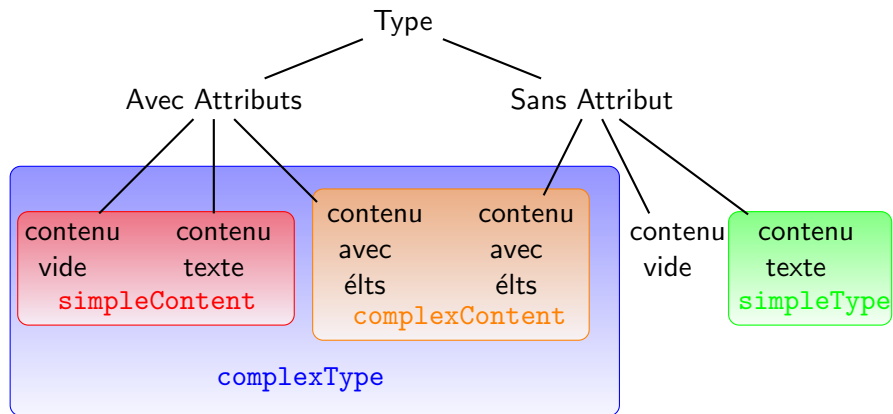 Type
Avec Attributs
Sans Attribut
contenu
vide
contenu
texte
simpleContent
contenu
avec
élts
contenu
avec
élts
complexContent
contenu
vide
contenu
texte
simpleType
complexType